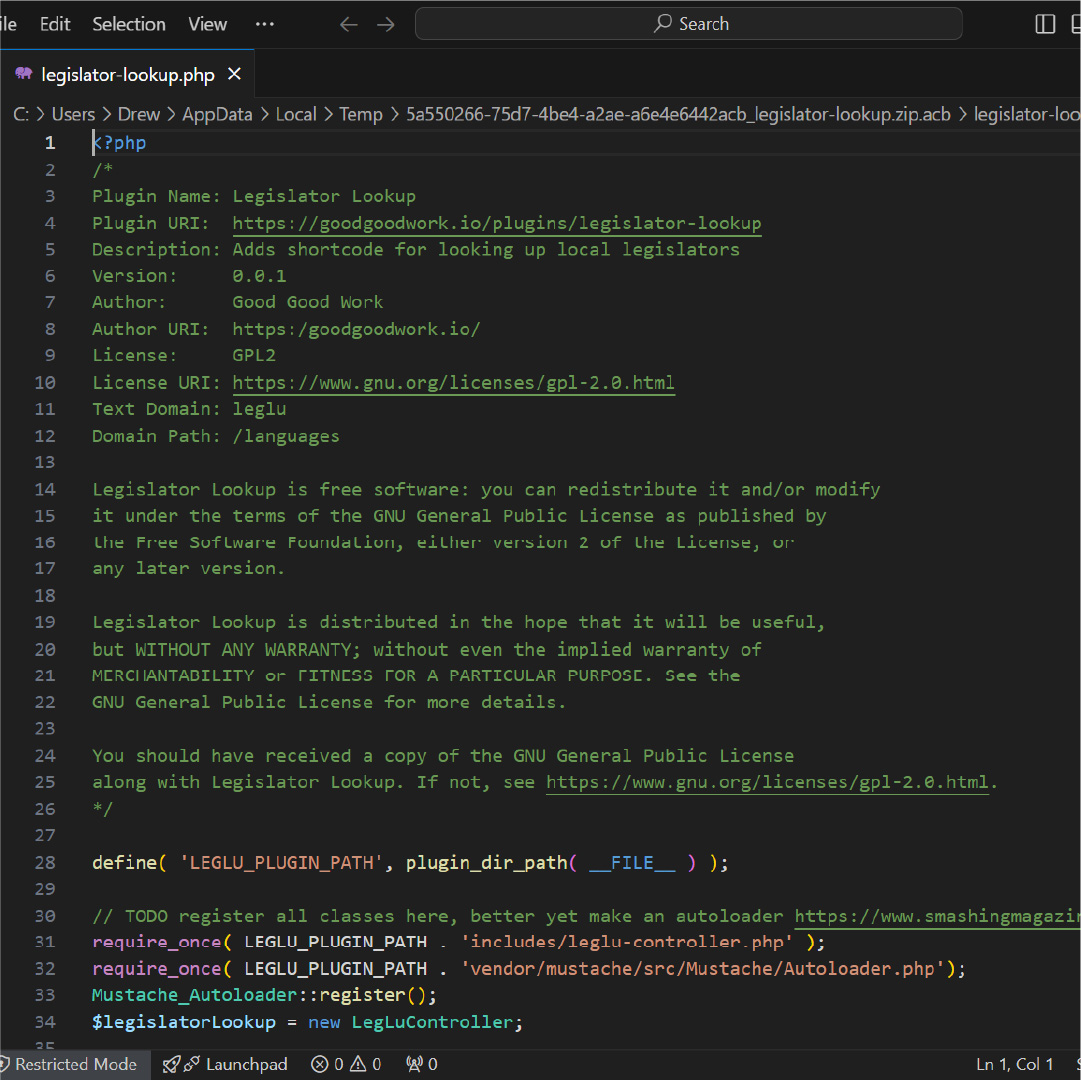 Edit Selection View ··· Search
legislator-lookup.php
C: > Users > Drew > AppData > Local > Temp > 5a550266-75d7-4be4-a2ae-a6e4e6442acb_legislator-lookup.zip.acb >
1 <?php
2 /*
3 Plugin Name: Legislator Lookup
4 Plugin URI: https://goodgoodwork.io/plugins/legislator-lookup
5 Description: Adds shortcode for looking up local legislators
6 Version: 0.0.1
7 Author: Good Good Work
8 Author URI: https:/goodgoodwork.io/
9 License: GPL2
10 License URI: https://www.gnu.org/licenses/gpl-2.0.html
11 Text Domain: leglu
12 Domain Path: /languages
13
14 Legislator Lookup is free software: you can redistribute it and/or modify
15 it under the terms of the GNU General Public License as published by
16 the Free Software Foundation, either version 2 of the License, or
17 any later version.
18
19 Legislator Lookup is distributed in the hope that it will be useful,
20 but WITHOUT ANY WARRANTY; without even the implied warranty of
21 MERCHANTABILITY or FITNESS FOR A PARTICULAR PURPOSE. See the
22 GNU General Public License for more details.
23
24 You should have received a copy of the GNU General Public License
25 along with Legislator Lookup. If not, see https://www.gnu.org/licenses/gpl-2.0.html.
26 */
27
28 define( 'LEGLU_PLUGIN_PATH', plugin_dir_path( __FILE__ ) );
29
30 // TODO register all classes here, better yet make an autoloader
31 require_once( LEGLU_PLUGIN_PATH . 'includes/leglu-controller.php' );
32 require_once( LEGLU_PLUGIN_PATH . 'vendor/mustache/src/Mustache/Autoloader.php');
33 Mustache_Autoloader::register();
34 $legislatorLookup = new LegLuController;
35
Restricted Mode Launchpad 0 0 0 Ln 1, Col 1